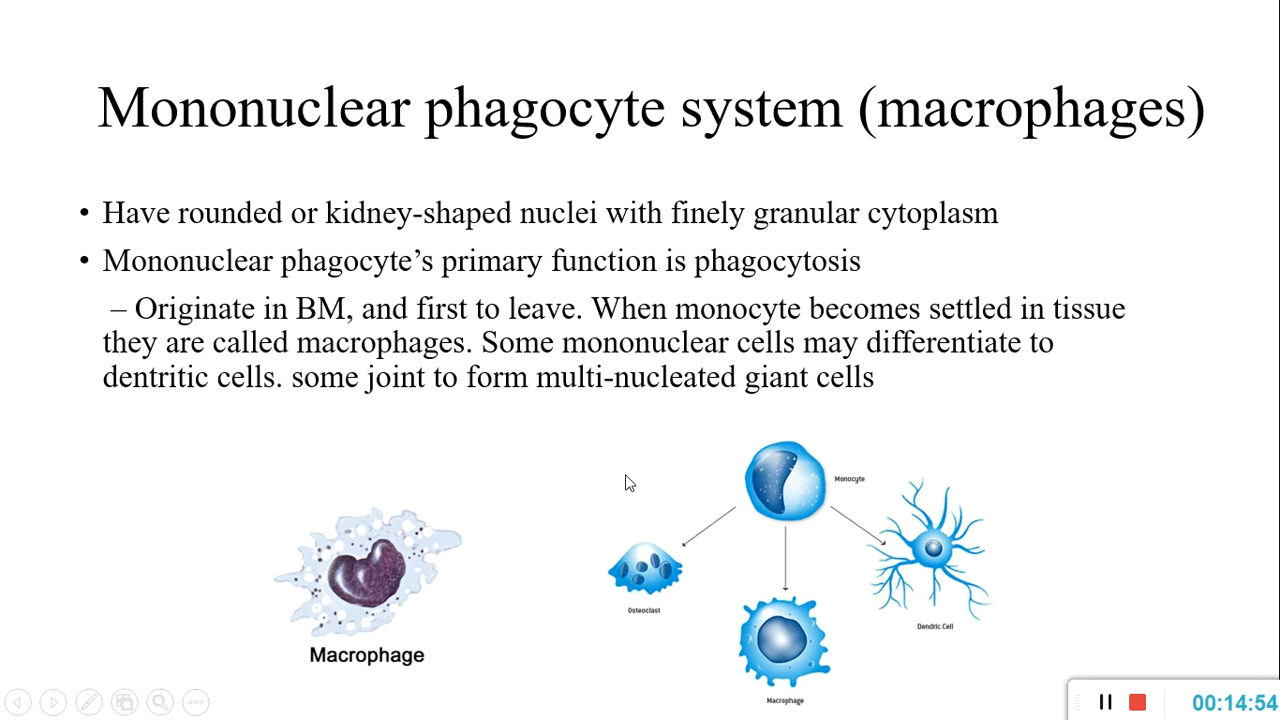 Mononuclear phagocyte system (macrophages)
• Have rounded or kidney-shaped nuclei with finely granular cytoplasm
• Mononuclear phagocyte’s primary function is phagocytosis
– Originate in BM, and first to leave. When monocyte becomes settled in tissue
they are called macrophages. Some mononuclear cells may differentiate to
dentritic cells. some joint to form multi-nucleated giant cells
Monocyte
Osteoclast
Dendric Cell
Macrophage
Macrophage
00:14:54